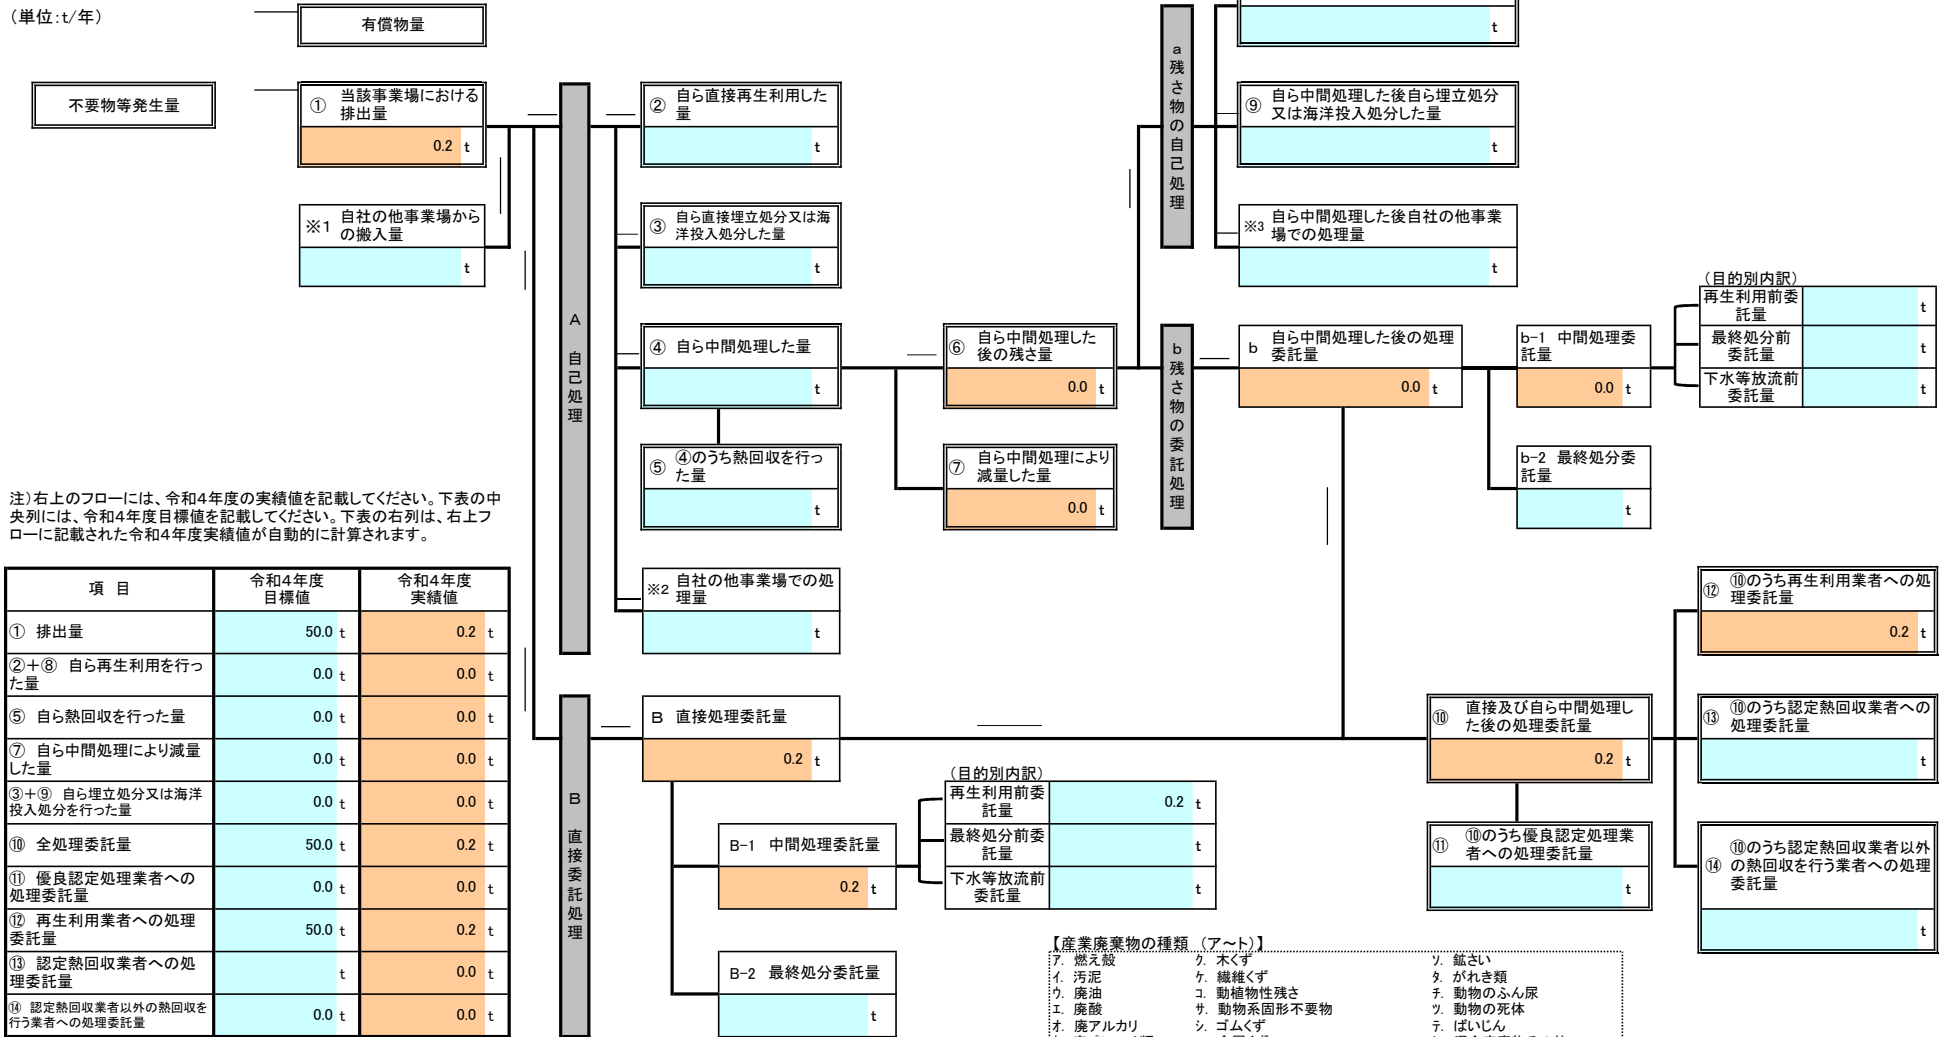 (単位:t/年)
有償物量
不要物等発生量
① 当該事業場における
排出量
0.2 t
※1 自社の他事業場から
の搬入量
t
A 自己処理
② 自ら直接再生利用した
量
t
③ 自ら直接埋立処分又は海
洋投入処分した量
t
④ 自ら中間処理した量
t
⑤ ④のうち熱回収を行っ
た量
t
※2 自社の他事業場での処
理量
t
⑥ 自ら中間処理した
後の残さ量
0.0 t
⑦ 自ら中間処理により
減量した量
0.0 t
a 残さ物の自己処理
t
⑨ 自ら中間処理した後自ら埋立処分
又は海洋投入処分した量
t
※3 自ら中間処理した後自社の他事業
場での処理量
t
b 残さ物の委託処理
b 自ら中間処理した後の処理
委託量
0.0 t
b-1 中間処理委
託量
0.0 t
b-2 最終処分委
託量
t
(目的別内訳)
再生利用前委
託量
t
最終処分前
委託量
t
下水等放流前
委託量
t
注)右上のフローには、令和4年度の実績値を記載してください。下表の中
央列には、令和4年度目標値を記載してください。下表の右列は、右上フ
ローに記載された令和4年度実績値が自動的に計算されます。
項 目 令和4年度
目標値 令和4年度
実績値
① 排出量 50.0 t 0.2 t
②+⑧ 自ら再生利用を行っ
た量 0.0 t 0.0 t
⑤ 自ら熱回収を行った量 0.0 t 0.0 t
⑦ 自ら中間処理により減量
した量 0.0 t 0.0 t
③+⑨ 自ら埋立処分又は海洋
投入処分を行った量 0.0 t 0.0 t
⑩ 全処理委託量 50.0 t 0.2 t
⑪ 優良認定処理業者への
処理委託量 0.0 t 0.0 t
⑫ 再生利用業者への処理
委託量 50.0 t 0.2 t
⑬ 認定熱回収業者への処
理委託量 t 0.0 t
⑭ 認定熱回収業者以外の熱回収を
行う業者への処理委託量 0.0 t 0.0 t
B 直接委託処理
B 直接処理委託量
0.2 t
B-1 中間処理委託量
0.2 t
B-2 最終処分委託量
t
(目的別内訳)
再生利用前委
託量
0.2 t
最終処分前委
託量
t
下水等放流前
委託量
t
⑩ 直接及び自ら中間処理し
た後の処理委託量
0.2 t
⑪ ⑩のうち優良認定処理業
者への処理委託量
t
⑫ ⑩のうち再生利用業者への処
理委託量
0.2 t
⑬ ⑩のうち認定熱回収業者への
処理委託量
t
⑭ ⑩のうち認定熱回収業者以外
の熱回収を行う業者への処理
委託量
t
【産業廃棄物の種類 (ア~ト)】
ア. 燃え殻 ク. 木くず ソ. 鉱さい
イ. 汚泥 ケ. 繊維くず タ. がれき類
ウ. 廃油 コ. 動植物性残さ チ. 動物のふん尿
エ. 廃酸 サ. 動物系固形不要物 ツ. 動物の死体
オ. 廃アルカリ シ. ゴムくず テ. ばいじん